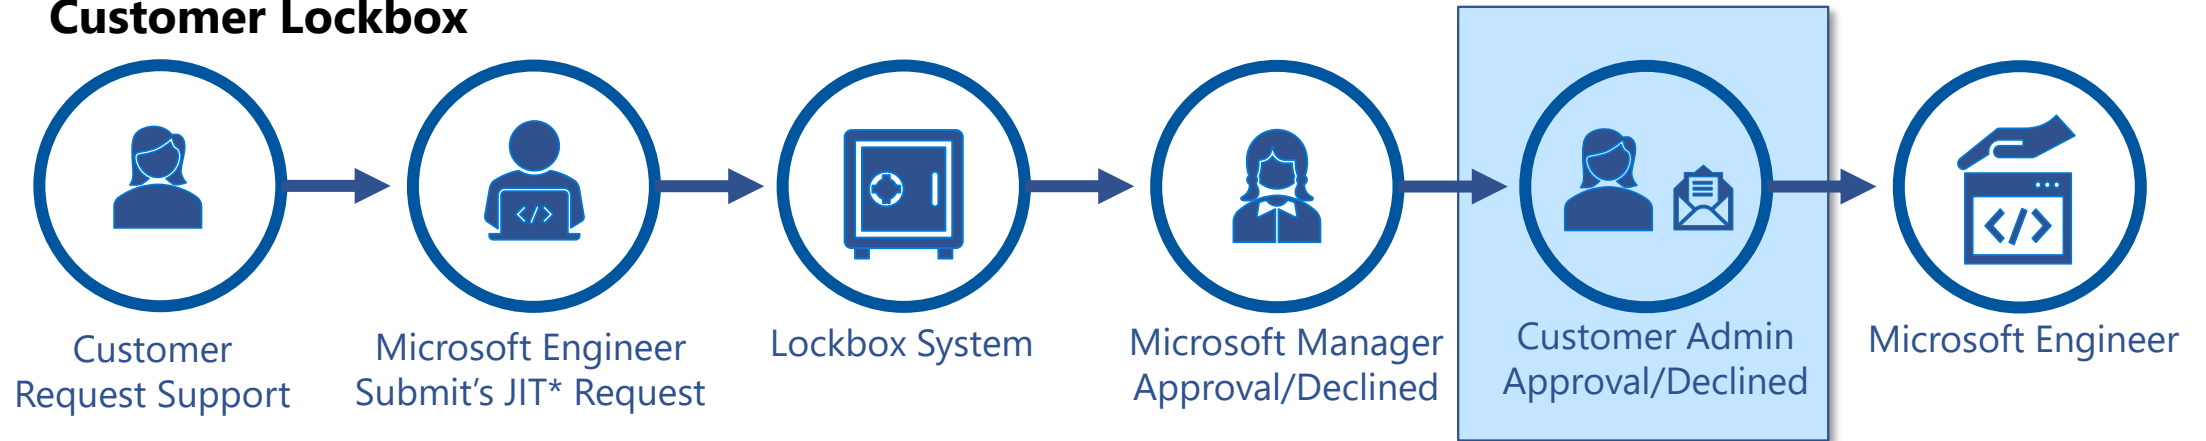 Customer Lockbox
Customer
Request Support
Microsoft Engineer
Submit's JIT* Request
Lockbox System
Microsoft Manager
Approval/Declined
Customer Admin
Approval/Declined
Microsoft Engineer